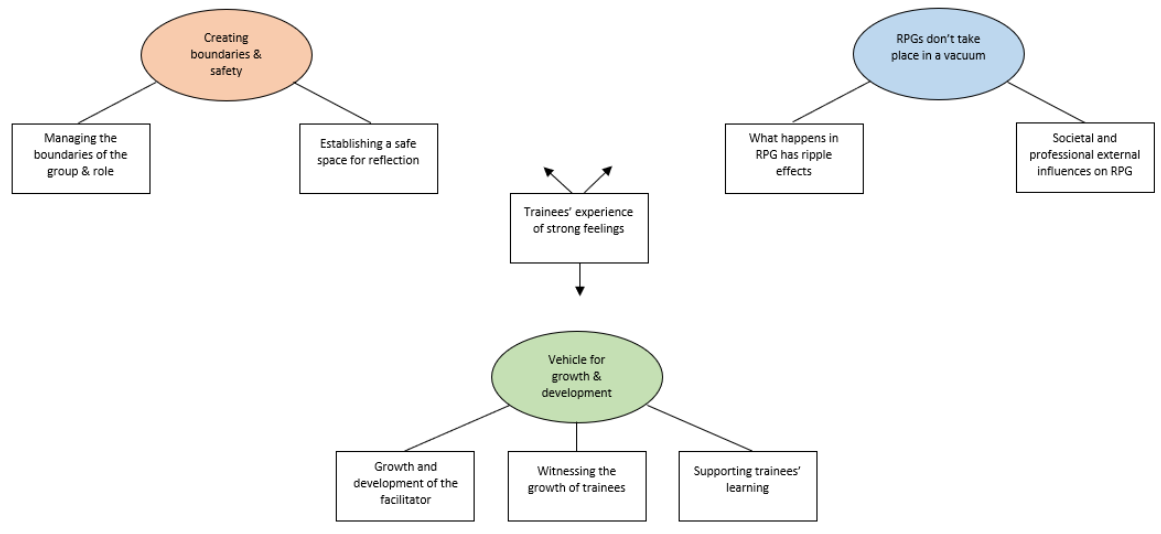 Creating
boundaries &
safety
RPGs don't take
place in a vacuum
Managing the
boundaries of the
group & role
Establishing a safe
space for reflection
What happens in
RPG has ripple
effects
Societal and
professional external
influences on RPG
Trainees' experience
of strong feelings
Vehicle for
growth &
development
Growth and
development of the
facilitator
Witnessing the
growth of trainees
Supporting trainees'
learning